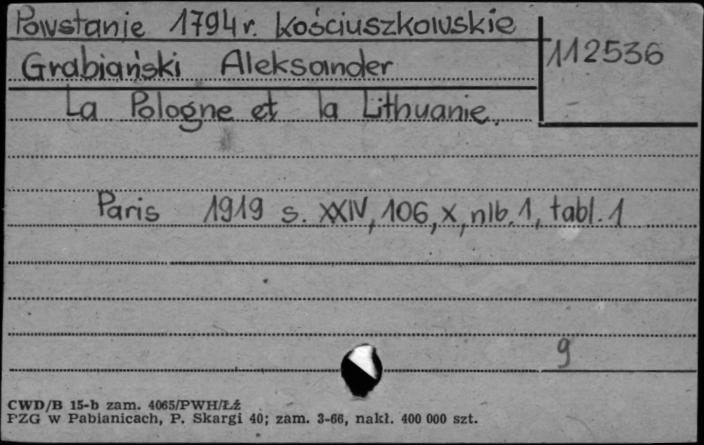 Powstanie 1794 r. Kościuszkowskie
112536
Grabiański Aleksander
La Pologne et la Lithuanie.
Paris 1919 s. XXIV, 106, X, nlb. 1, tabl. 1
9
CWD/B 15-b zam. 4065/PWH/Łź
PZG w Pabianicach, P. Skargi 40; zam. 3-66, nakł. 400 000 szt.